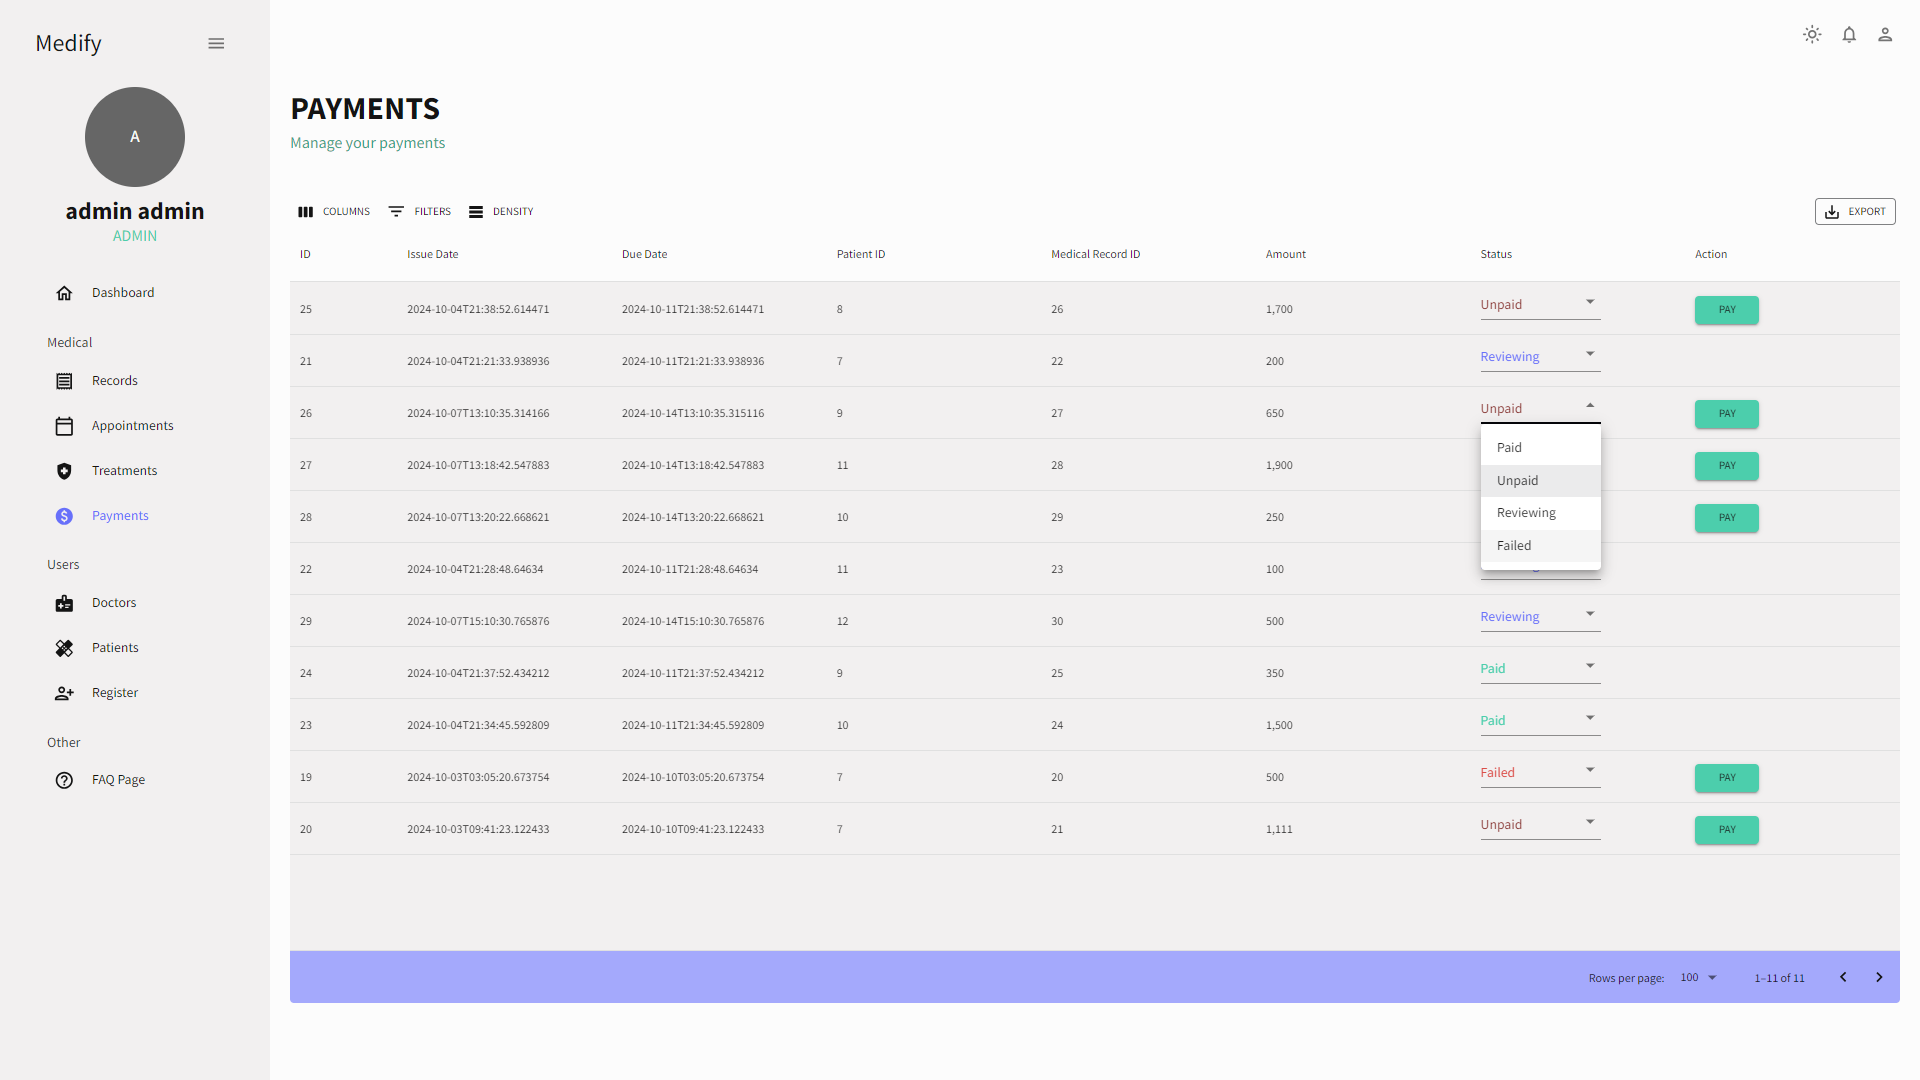 Medify
A
admin admin
ADMIN
Dashboard
Medical
Records
Appointments
Treatments
Payments
Users
Doctors
Patients
Register
Other
FAQ Page
PAYMENTS
Manage your payments
COLUMNS FILTERS DENSITY EXPORT
ID Issue Date Due Date Patient ID Medical Record ID Amount Status Action
25 2024-10-04T21:38:52.614471 2024-10-11T21:38:52.614471 8 26 1,700 Unpaid PAY
21 2024-10-04T21:21:33.938936 2024-10-11T21:21:33.938936 7 22 200 Reviewing
26 2024-10-07T13:10:35.314166 2024-10-14T13:10:35.315116 9 27 650 Unpaid PAY
Paid
Unpaid
Reviewing
Failed
27 2024-10-07T13:18:42.547883 2024-10-14T13:18:42.547883 11 28 1,900 PAY
28 2024-10-07T13:20:22.668621 2024-10-14T13:20:22.668621 10 29 250 PAY
22 2024-10-04T21:28:48.64634 2024-10-11T21:28:48.64634 11 23 100
29 2024-10-07T15:10:30.765876 2024-10-14T15:10:30.765876 12 30 500 Reviewing
24 2024-10-04T21:37:52.434212 2024-10-11T21:37:52.434212 9 25 350 Paid
23 2024-10-04T21:34:45.592809 2024-10-11T21:34:45.592809 10 24 1,500 Paid
19 2024-10-03T03:05:20.673754 2024-10-10T03:05:20.673754 7 20 500 Failed PAY
20 2024-10-03T09:41:23.122433 2024-10-10T09:41:23.122433 7 21 1,111 Unpaid PAY
Rows per page: 100 1–11 of 11